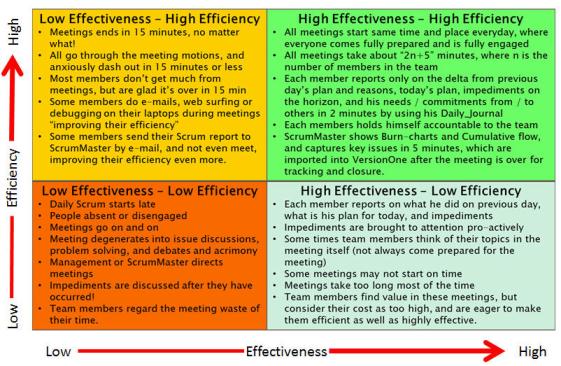 High
Efficiency
Low
Low Effectiveness – High Efficiency
• Meetings ends in 15 minutes, no matter
what!
• All go through the meeting motions, and
anxiously dash out in 15 minutes or less
• Most members don't get much from
meetings, but are glad it's over in 15 min
• Some members do e-mails, web surfing or
debugging on their laptops during meetings
"improving their efficiency"
• Some members send their Scrum report to
ScrumMaster by e-mail, and not even meet,
improving their efficiency even more.
High Effectiveness – High Efficiency
• All meetings start same time and place everyday, where
everyone comes fully prepared and is fully engaged
• All meetings take about "2n+5" minutes, where n is the
number of members in the team
• Each member reports only on the delta from previous
day's plan and reasons, today's plan, impediments on
the horizon, and his needs / commitments from / to
others in 2 minutes by using his Daily_Journal
• Each members holds himself accountable to the team
• ScrumMaster shows Burn-charts and Cumulative flow,
and captures key issues in 5 minutes, which are
imported into VersionOne after the meeting is over for
tracking and closure.
Low Effectiveness – Low Efficiency
• Daily Scrum starts late
• People absent or disengaged
• Meetings go on and on
• Meeting degenerates into issue discussions,
problem solving, and debates and acrimony
• Management or ScrumMaster directs
meetings
• Impediments are discussed after they have
occurred!
• Team members regard the meeting waste of
their time.
High Effectiveness – Low Efficiency
• Each member reports on what he did on previous day,
what is his plan for today, and impediments
• Impediments are brought to attention pro-actively
• Some times team members think of their topics in the
meeting itself (not always come prepared for the
meeting)
• Some meetings may not start on time
• Meetings take too long most of the time
• Team members find value in these meetings, but
consider their cost as too high, and are eager to make
them efficient as well as highly effective.
Low Effectiveness High